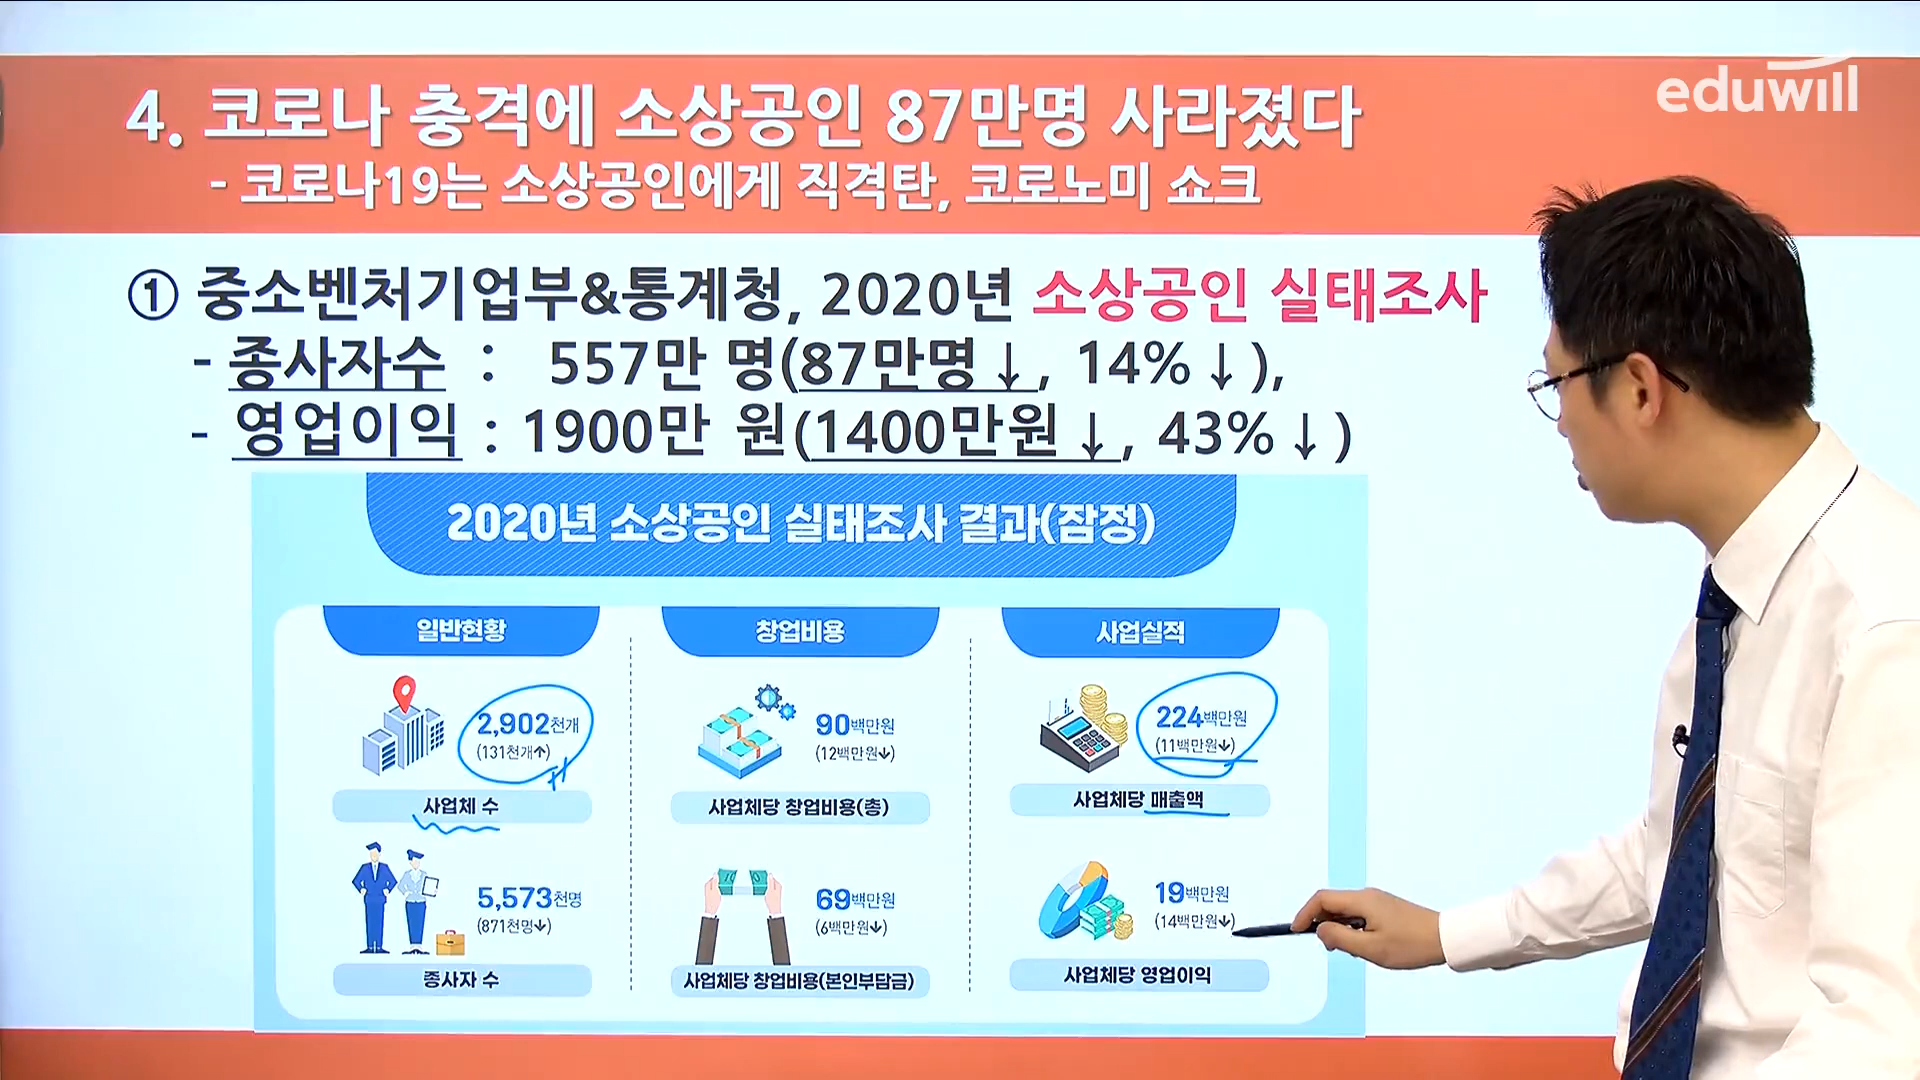 eduwill
4. 코로나 충격에 소상공인 87만명 사라졌다
- 코로나19는 소상공인에게 직격탄, 코로노미 쇼크
① 중소벤처기업부&통계청, 2020년 소상공인 실태조사
- 종사자수 : 557만 명(87만명↓, 14%↓),
- 영업이익 : 1900만 원(1400만원↓, 43%↓)
2020년 소상공인 실태조사 결과(잠정)
일반현황
2,902천개
(131천개↑)
사업체 수
5,573천명
(871천명↓)
종사자 수
창업비용
90백만원
(12백만원↓)
사업체당 창업비용(총)
69백만원
(6백만원↓)
사업체당 창업비용(본인부담금)
사업실적
224백만원
(11백만원↓)
사업체당 매출액
19백만원
(14백만원↓)
사업체당 영업이익